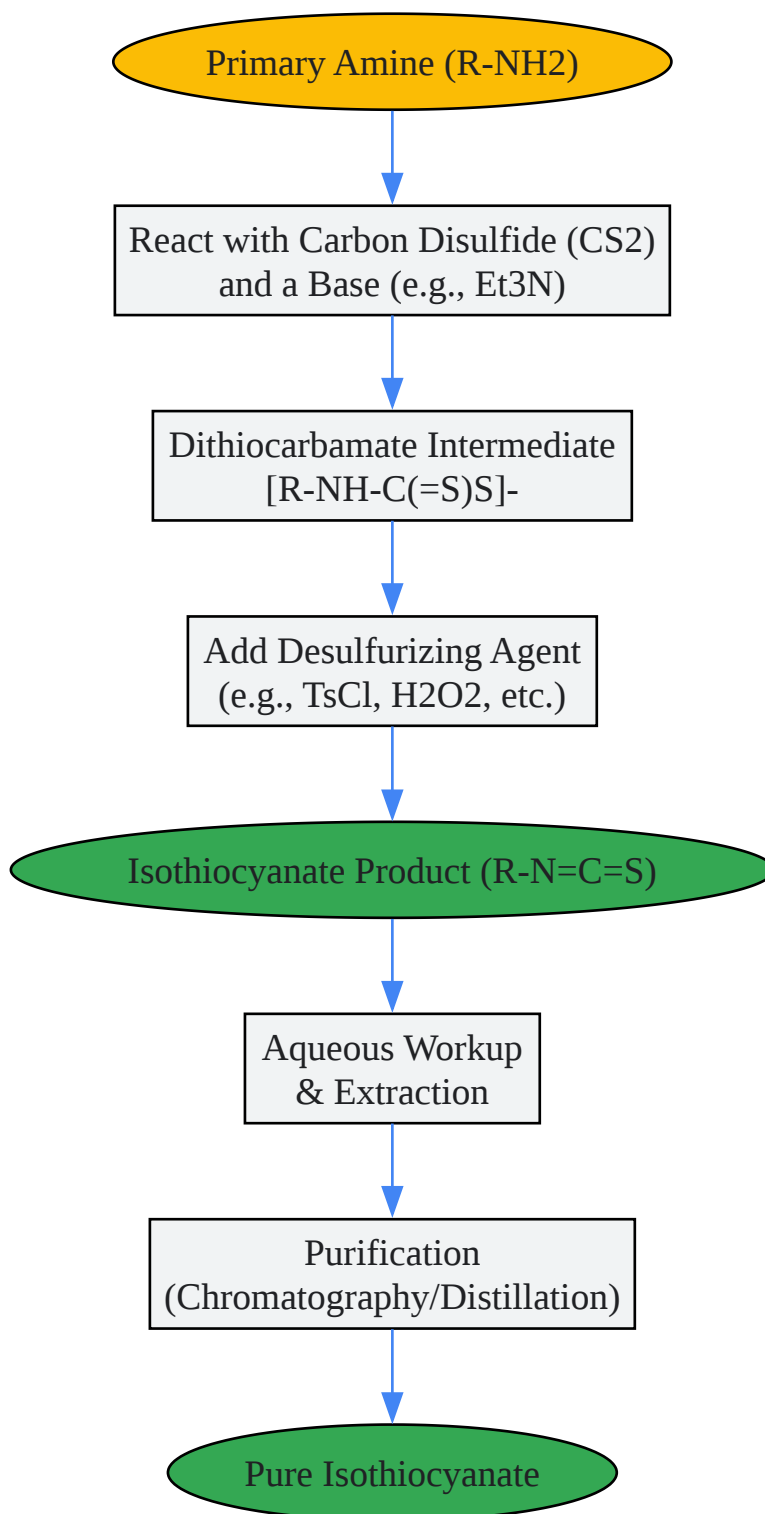 Primary Amine (R-NH2)
React with Carbon Disulfide (CS2)
and a Base (e.g., Et3N)
Dithiocarbamate Intermediate
[R-NH-C(=S)S]-
Add Desulfurizing Agent
(e.g., TsCl, H2O2, etc.)
Isothiocyanate Product (R-N=C=S)
Aqueous Workup
& Extraction
Purification
(Chromatography/Distillation)
Pure Isothiocyanate